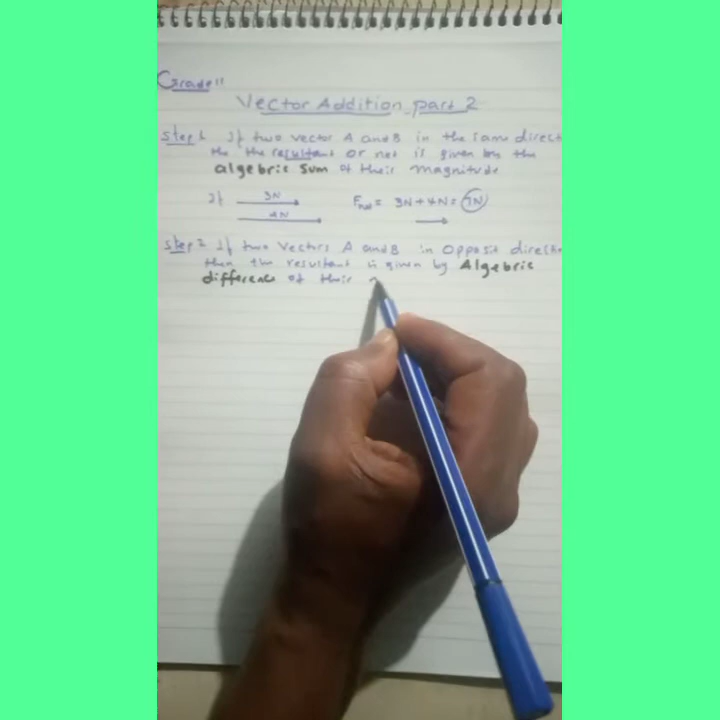 Grade 11
Vector Addition part 2
Step 1 If two vector A and B in the same direct
the the resultant or net is given by the
algebric sum of their magnitude
3N
Fnet = 3N + 4N = 7N
4N
Step 2 If two vectors A and B in opposit direction
then the resultant is given by Algebric
difference of their